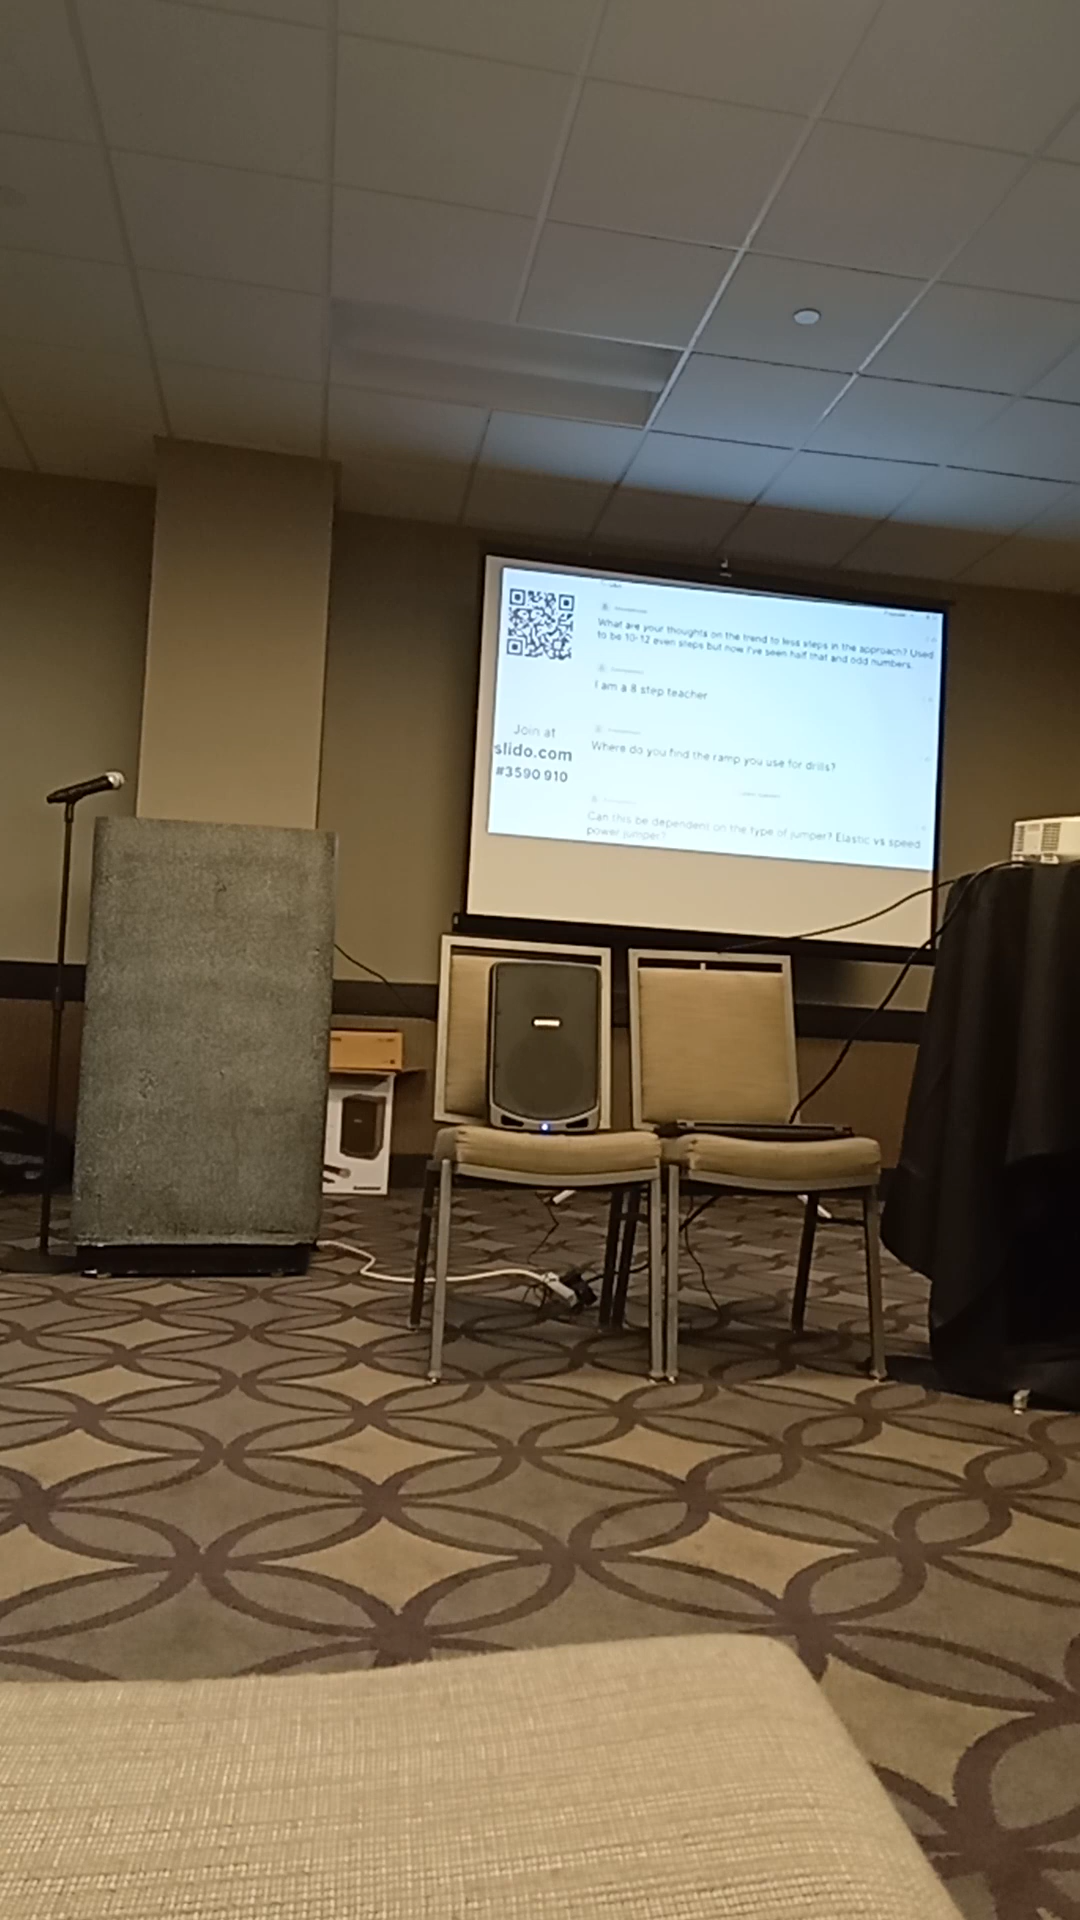 What are your thoughts on the trend to less steps in the approach? Used
to be 10-12 even steps but now I've seen half that and odd numbers.
I am a 8 step teacher
Join at
slido.com
#3590 910
Where do you find the ramp you use for drills?
Can this be dependent on the type of jumper? Elastic vs speed
power jumper?